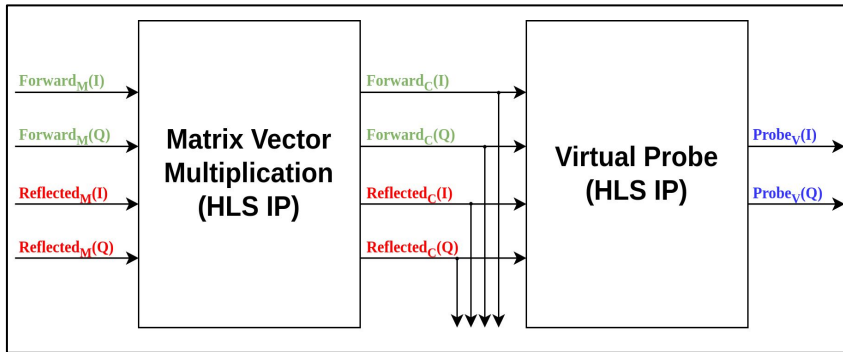 Forward_M(I)
Forward_M(Q)
Reflected_M(I)
Reflected_M(Q)
Matrix Vector
Multiplication
(HLS IP)
Forward_C(I)
Forward_C(Q)
Reflected_C(I)
Reflected_C(Q)
Virtual Probe
(HLS IP)
Probe_V(I)
Probe_V(Q)